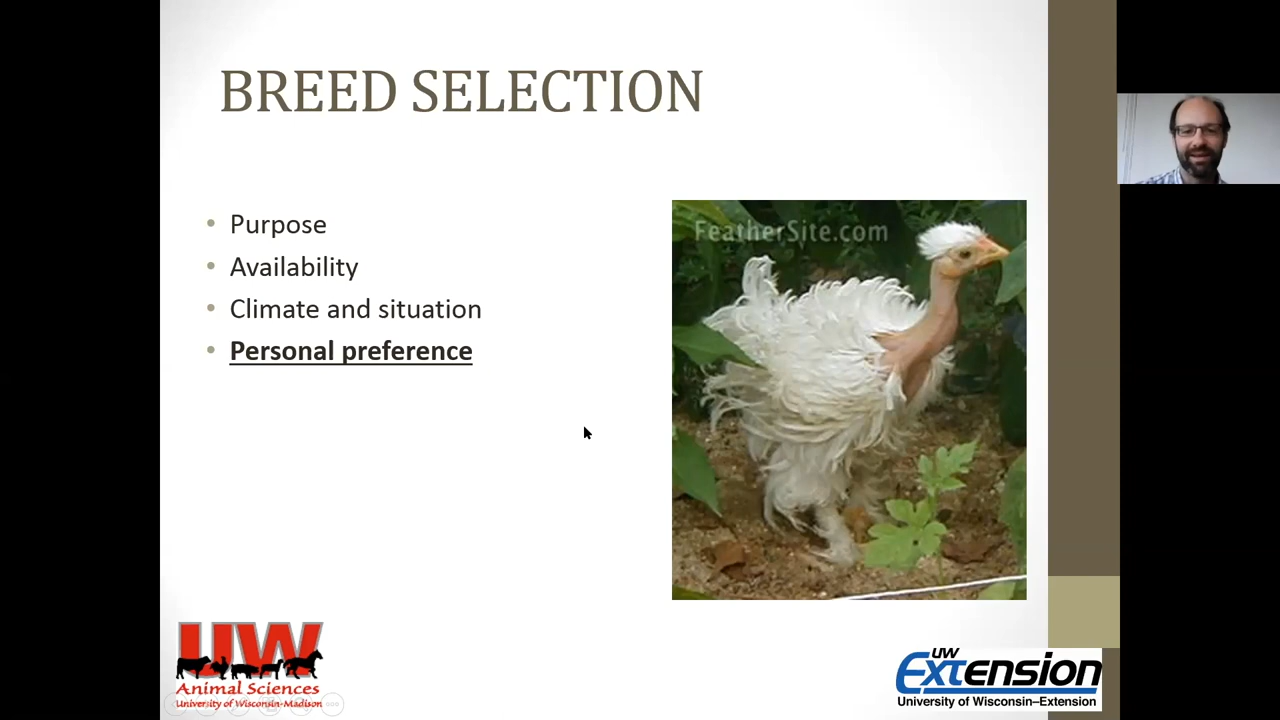 BREED SELECTION
Purpose
Availability
Climate and situation
Personal preference
FeatherSite.com
UW
Animal Sciences
University of Wisconsin-Madison
UW
Extension
University of Wisconsin–Extension